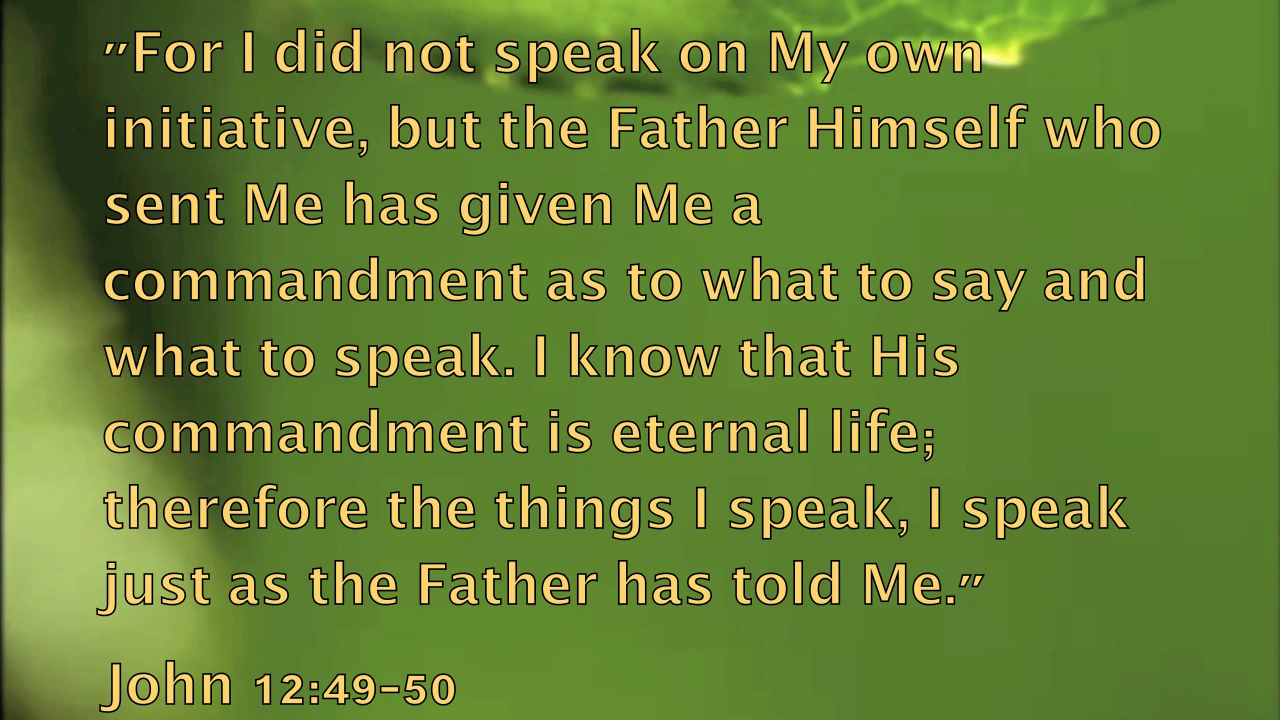 "For I did not speak on My own
initiative, but the Father Himself who
sent Me has given Me a
commandment as to what to say and
what to speak. I know that His
commandment is eternal life;
therefore the things I speak, I speak
just as the Father has told Me."
John 12:49-50